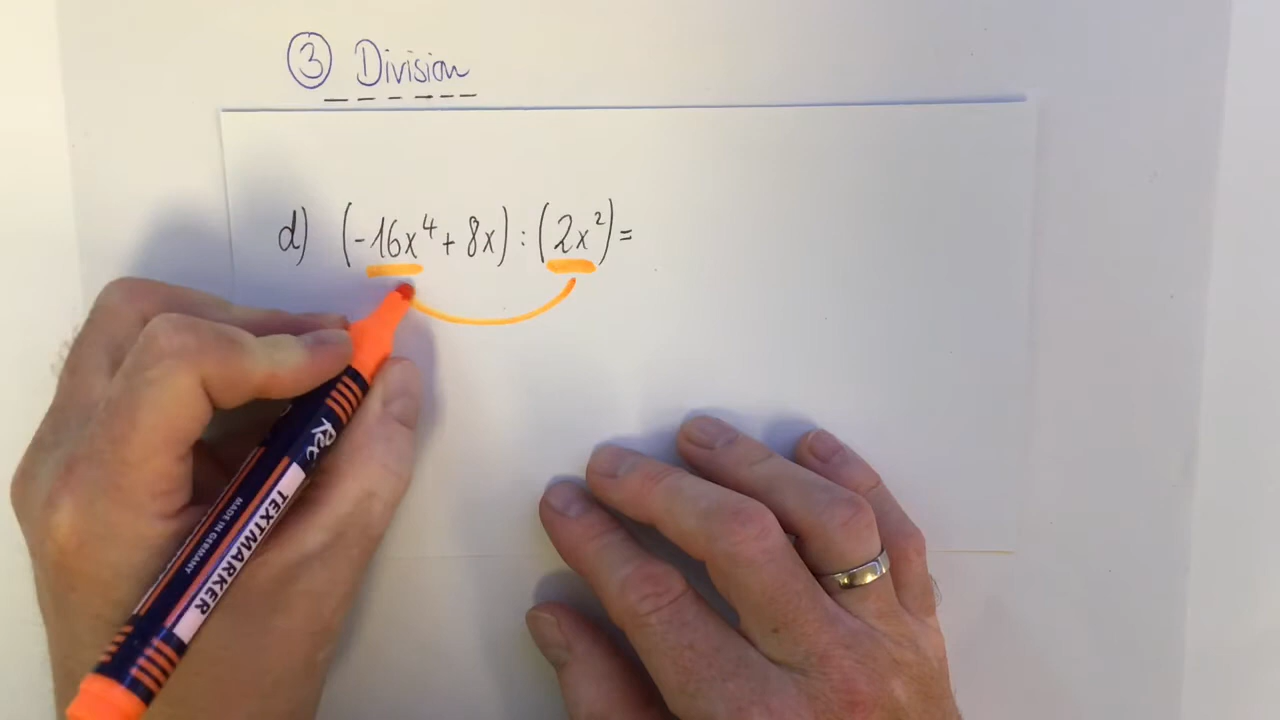 ③ Division
d) (-16x⁴ + 8x) : (2x²) =
TEXTMARKER
MADE IN GERMANY